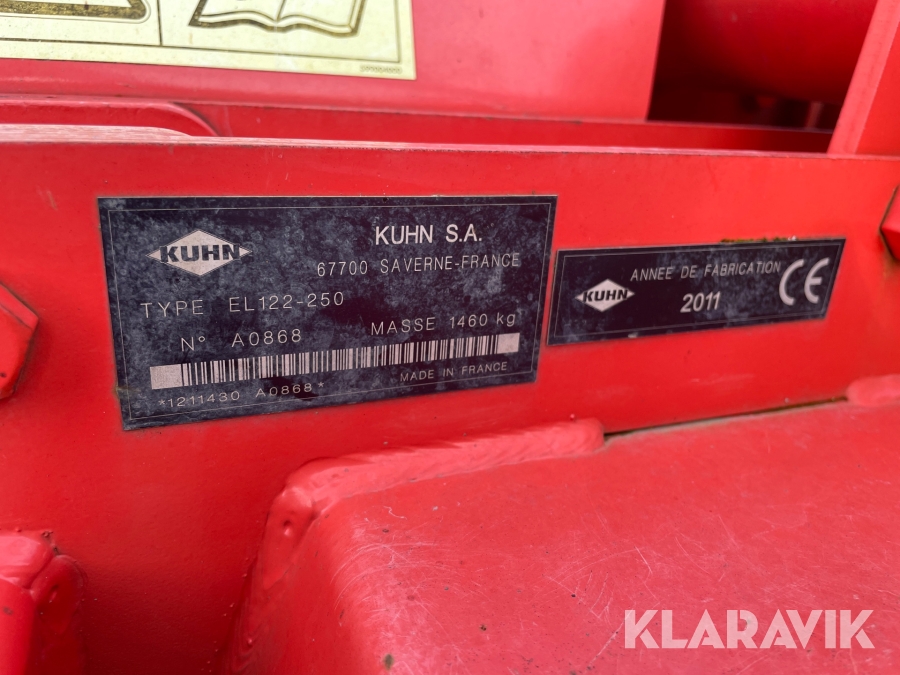 KUHN
KUHN S.A.
67700 SAVERNE-FRANCE
TYPE EL122-250
N° A0868 MASSE 1460 kg
*1211430 A0868*
MADE IN FRANCE
KUHN
ANNEE DE FABRICATION
2011
CE
KLARAVIK